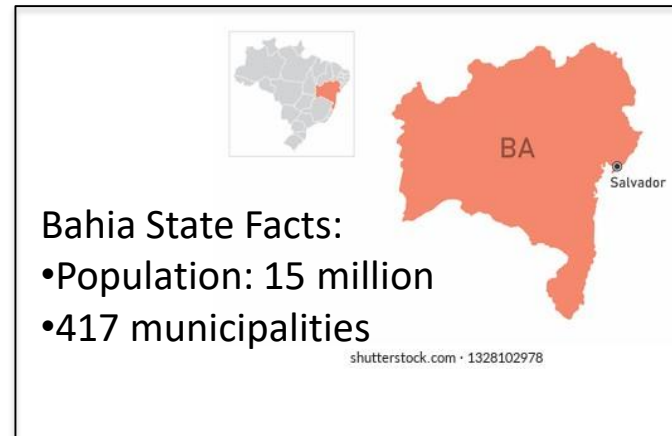 BA
Salvador
Bahia State Facts:
•Population: 15 million
•417 municipalities
shutterstock.com · 1328102978